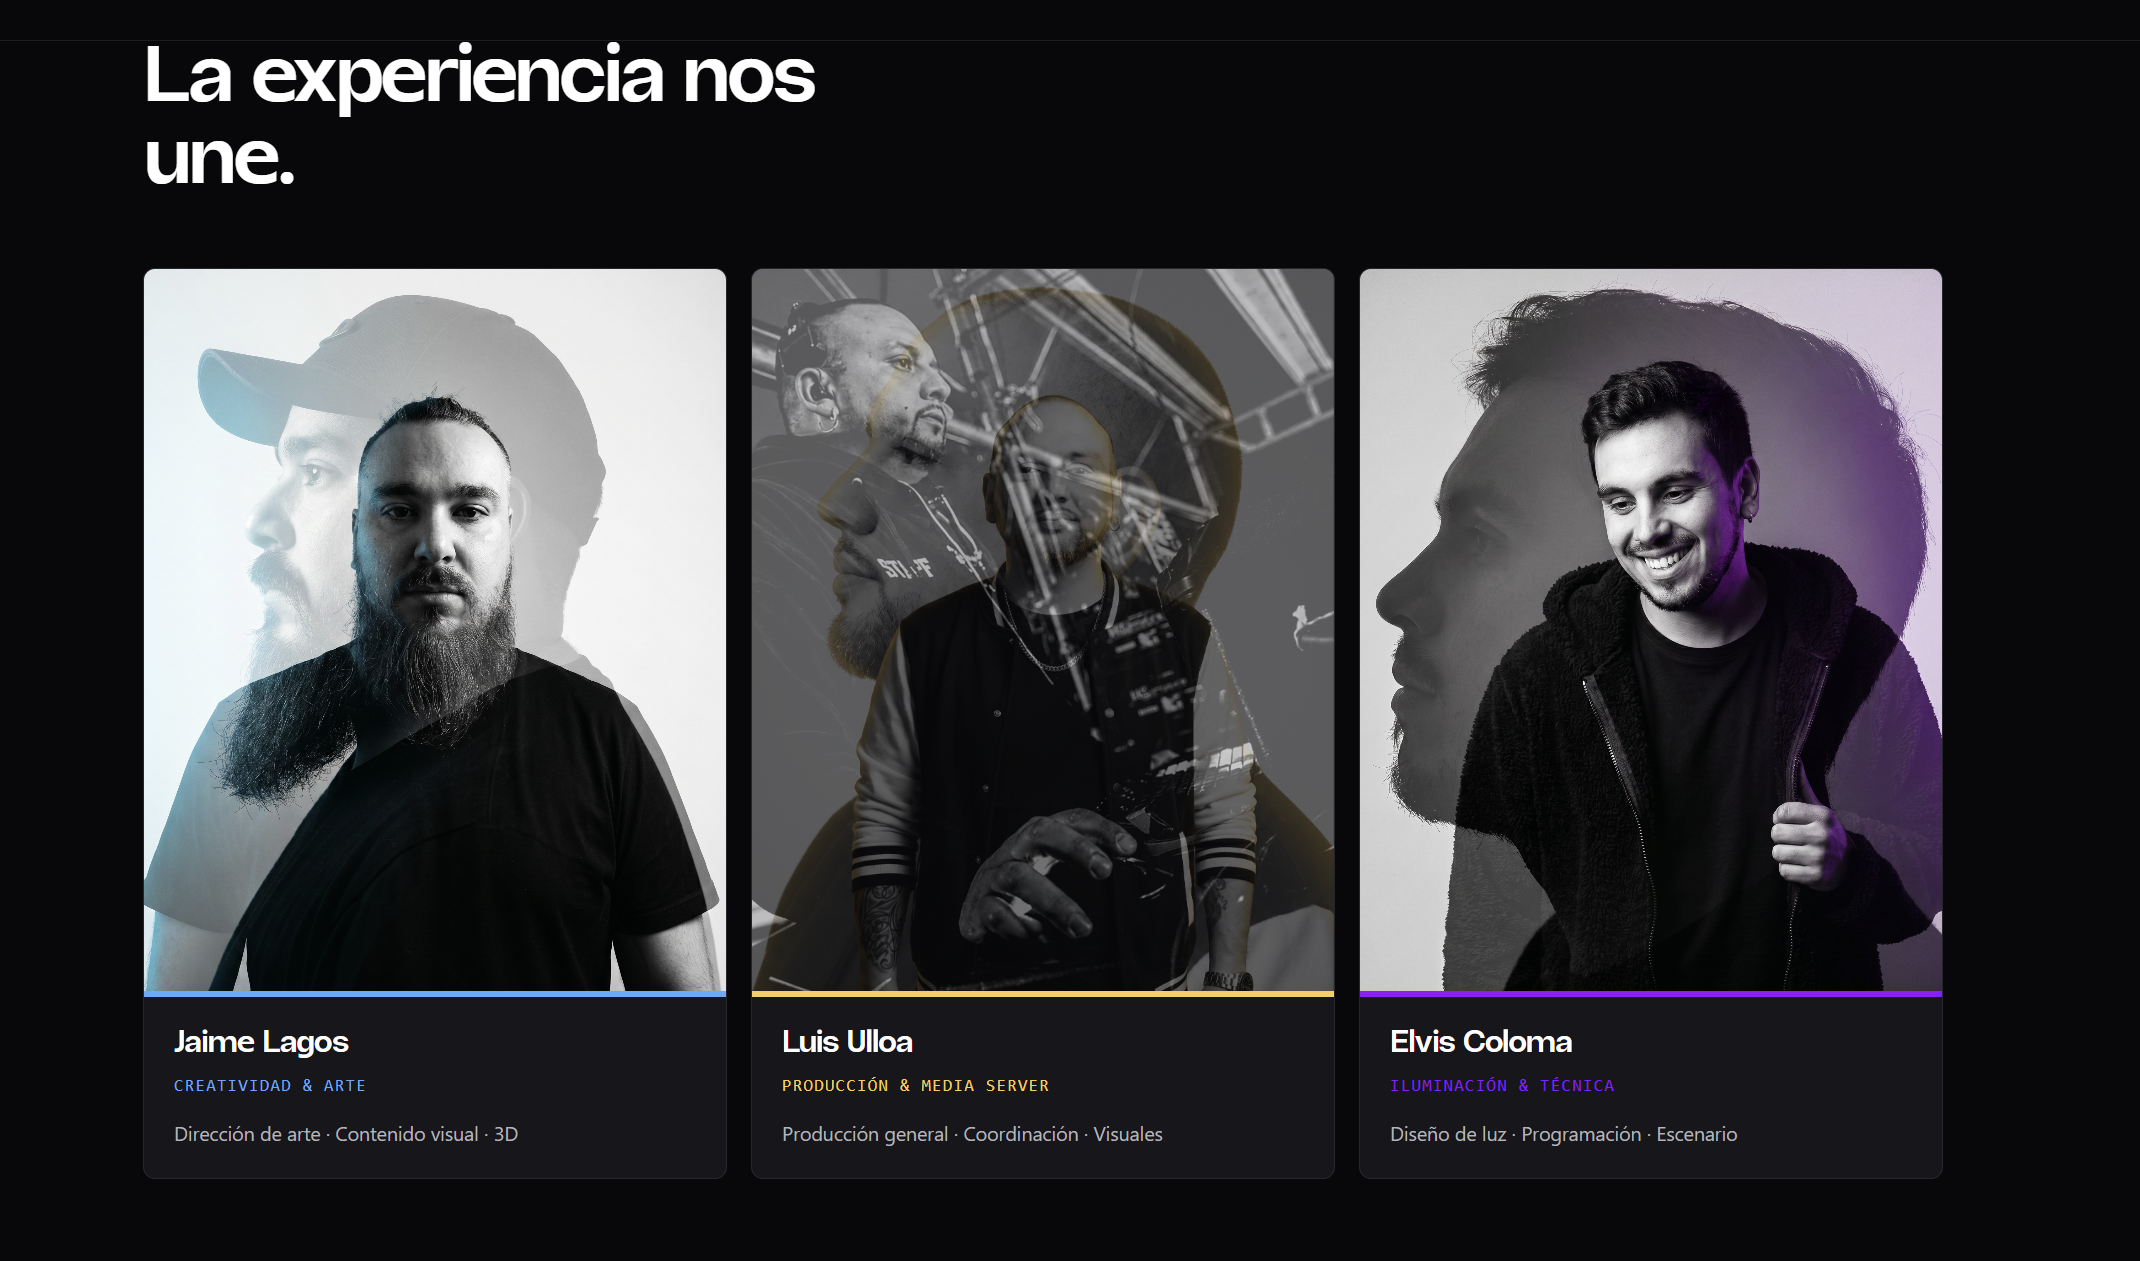 La experiencia nos
une.
Jaime Lagos
CREATIVIDAD & ARTE
Dirección de arte · Contenido visual · 3D
Luis Ulloa
PRODUCCIÓN & MEDIA SERVER
Producción general · Coordinación · Visuales
Elvis Coloma
ILUMINACIÓN & TÉCNICA
Diseño de luz · Programación · Escenario